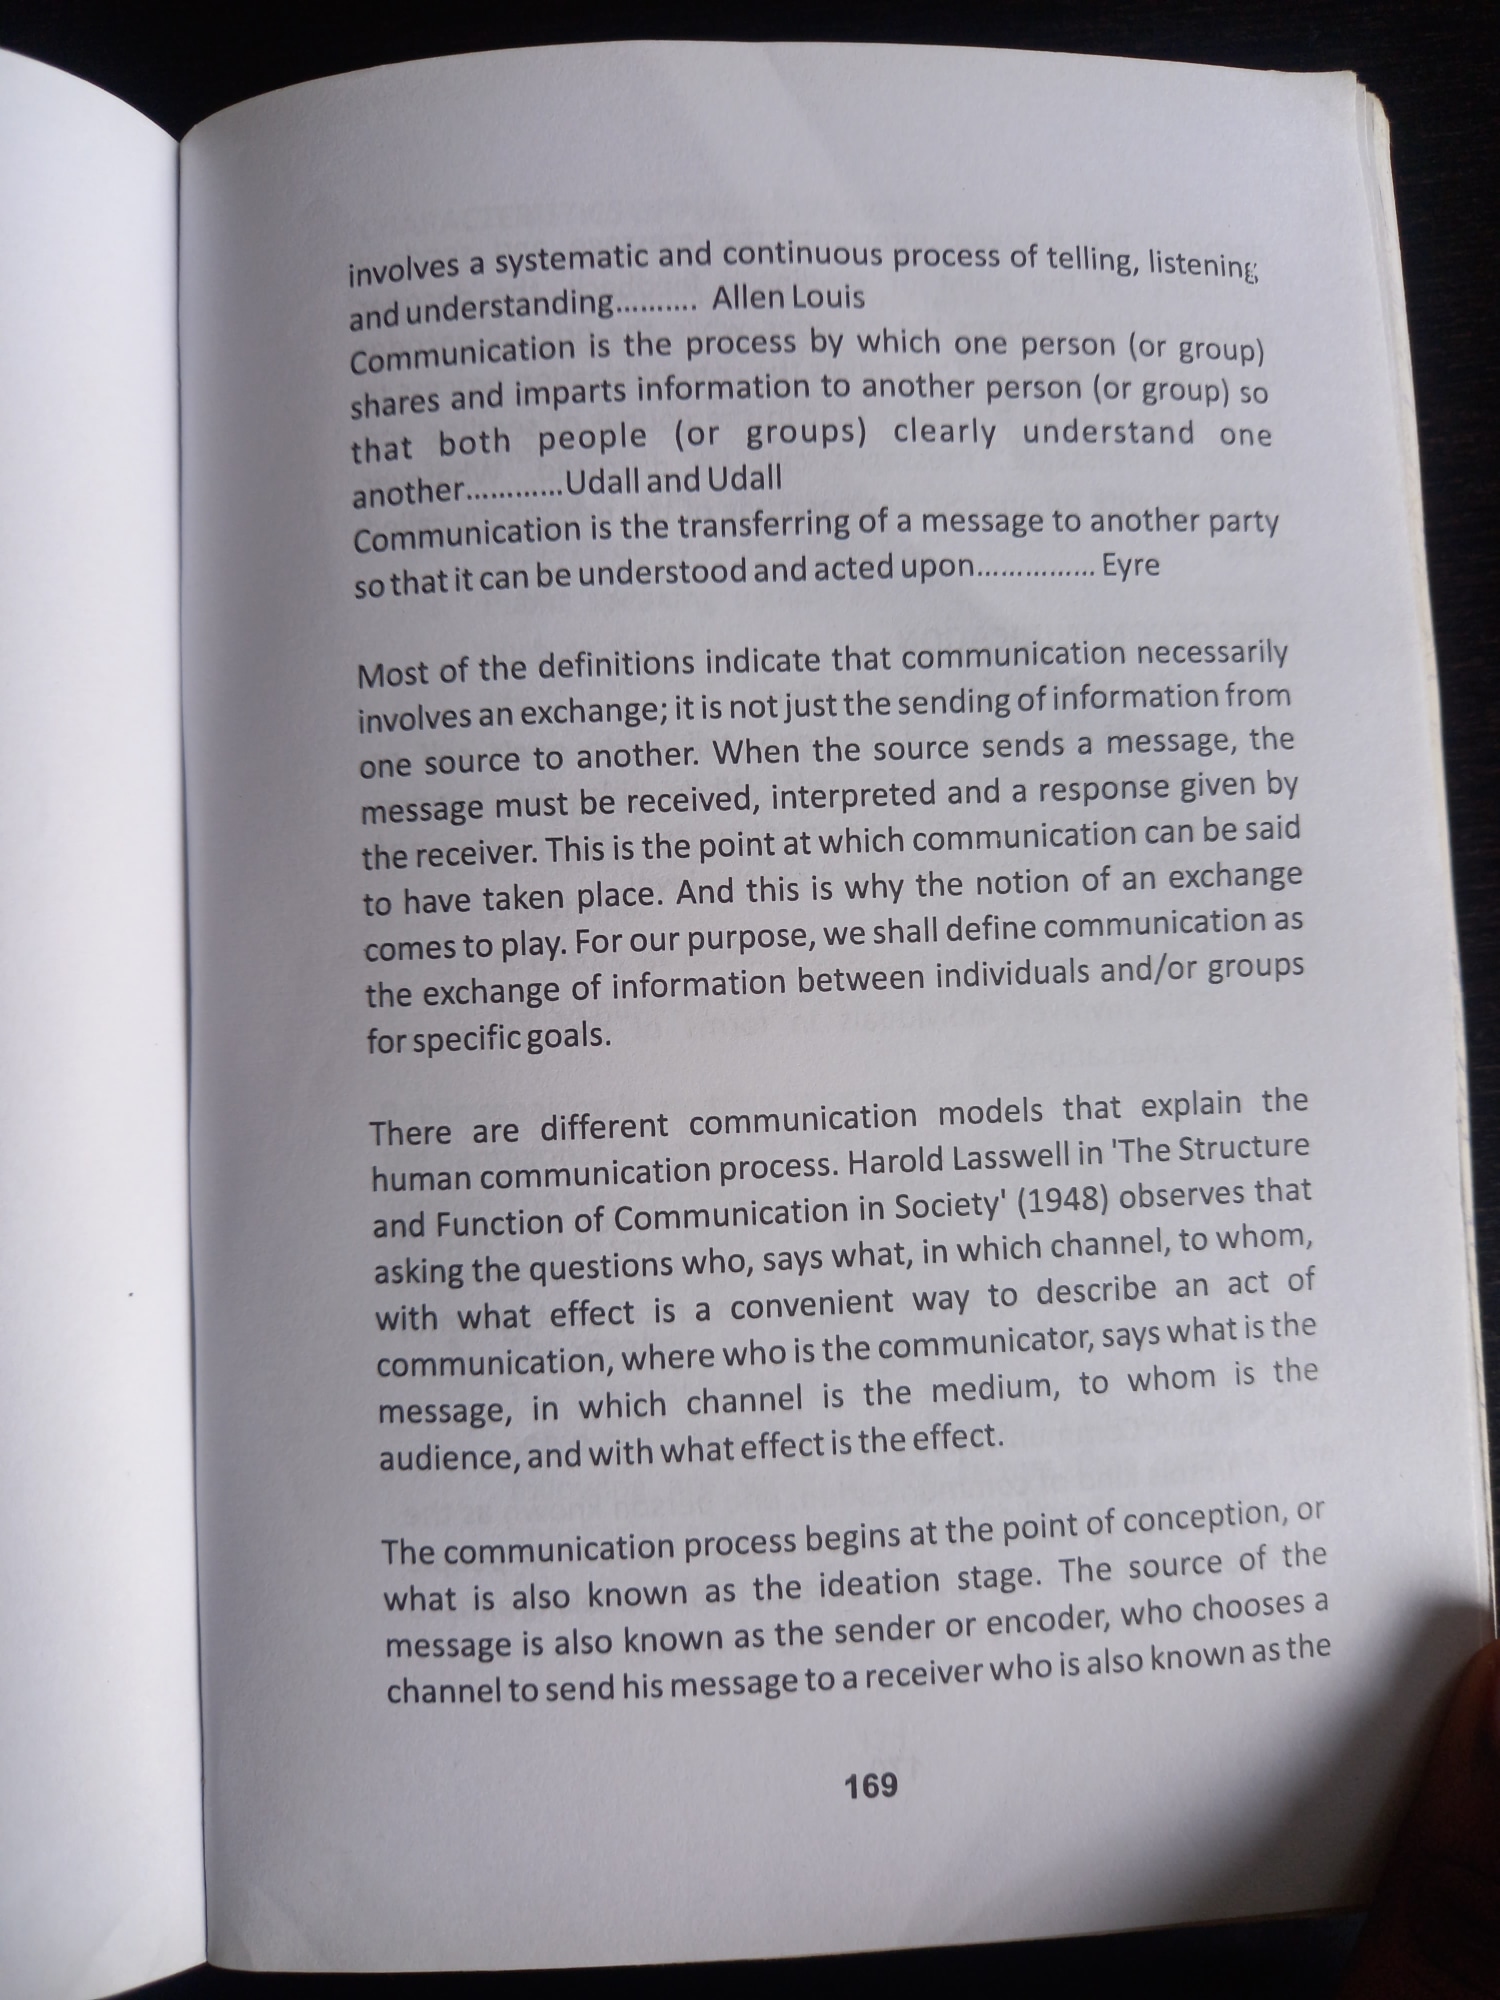 involves a systematic and continuous process of telling, listening
and understanding.......... Allen Louis
Communication is the process by which one person (or group)
shares and imparts information to another person (or group) so
that both people (or groups) clearly understand one
another............Udall and Udall
Communication is the transferring of a message to another party
so that it can be understood and acted upon............... Eyre
Most of the definitions indicate that communication necessarily
involves an exchange; it is not just the sending of information from
one source to another. When the source sends a message, the
message must be received, interpreted and a response given by
the receiver. This is the point at which communication can be said
to have taken place. And this is why the notion of an exchange
comes to play. For our purpose, we shall define communication as
the exchange of information between individuals and/or groups
for specific goals.
There are different communication models that explain the
human communication process. Harold Lasswell in 'The Structure
and Function of Communication in Society' (1948) observes that
asking the questions who, says what, in which channel, to whom,
with what effect is a convenient way to describe an act of
communication, where who is the communicator, says what is the
message, in which channel is the medium, to whom is the
audience, and with what effect is the effect.
The communication process begins at the point of conception, or
what is also known as the ideation stage. The source of the
message is also known as the sender or encoder, who chooses a
channel to send his message to a receiver who is also known as the
169